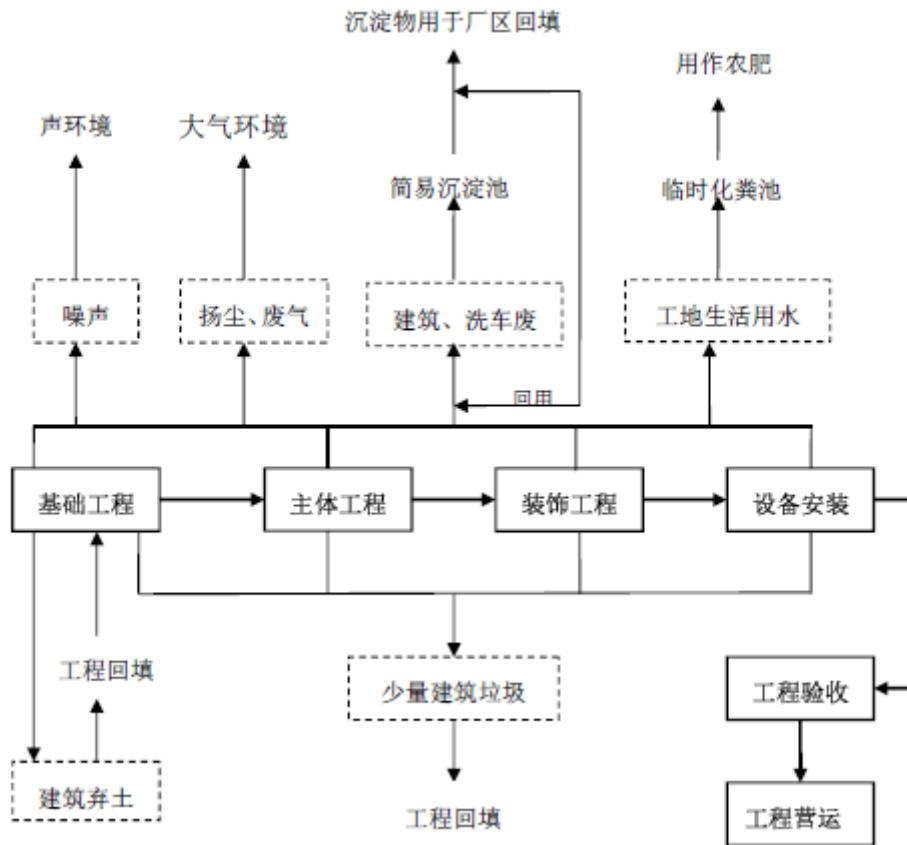 沉淀物用于厂区回填
用作农肥
声环境
大气环境
简易沉淀池
临时化粪池
噪声
扬尘、废气
建筑、洗车废
工地生活用水
回用
基础工程
主体工程
装饰工程
设备安装
工程回填
少量建筑垃圾
工程验收
建筑弃土
工程回填
工程营运